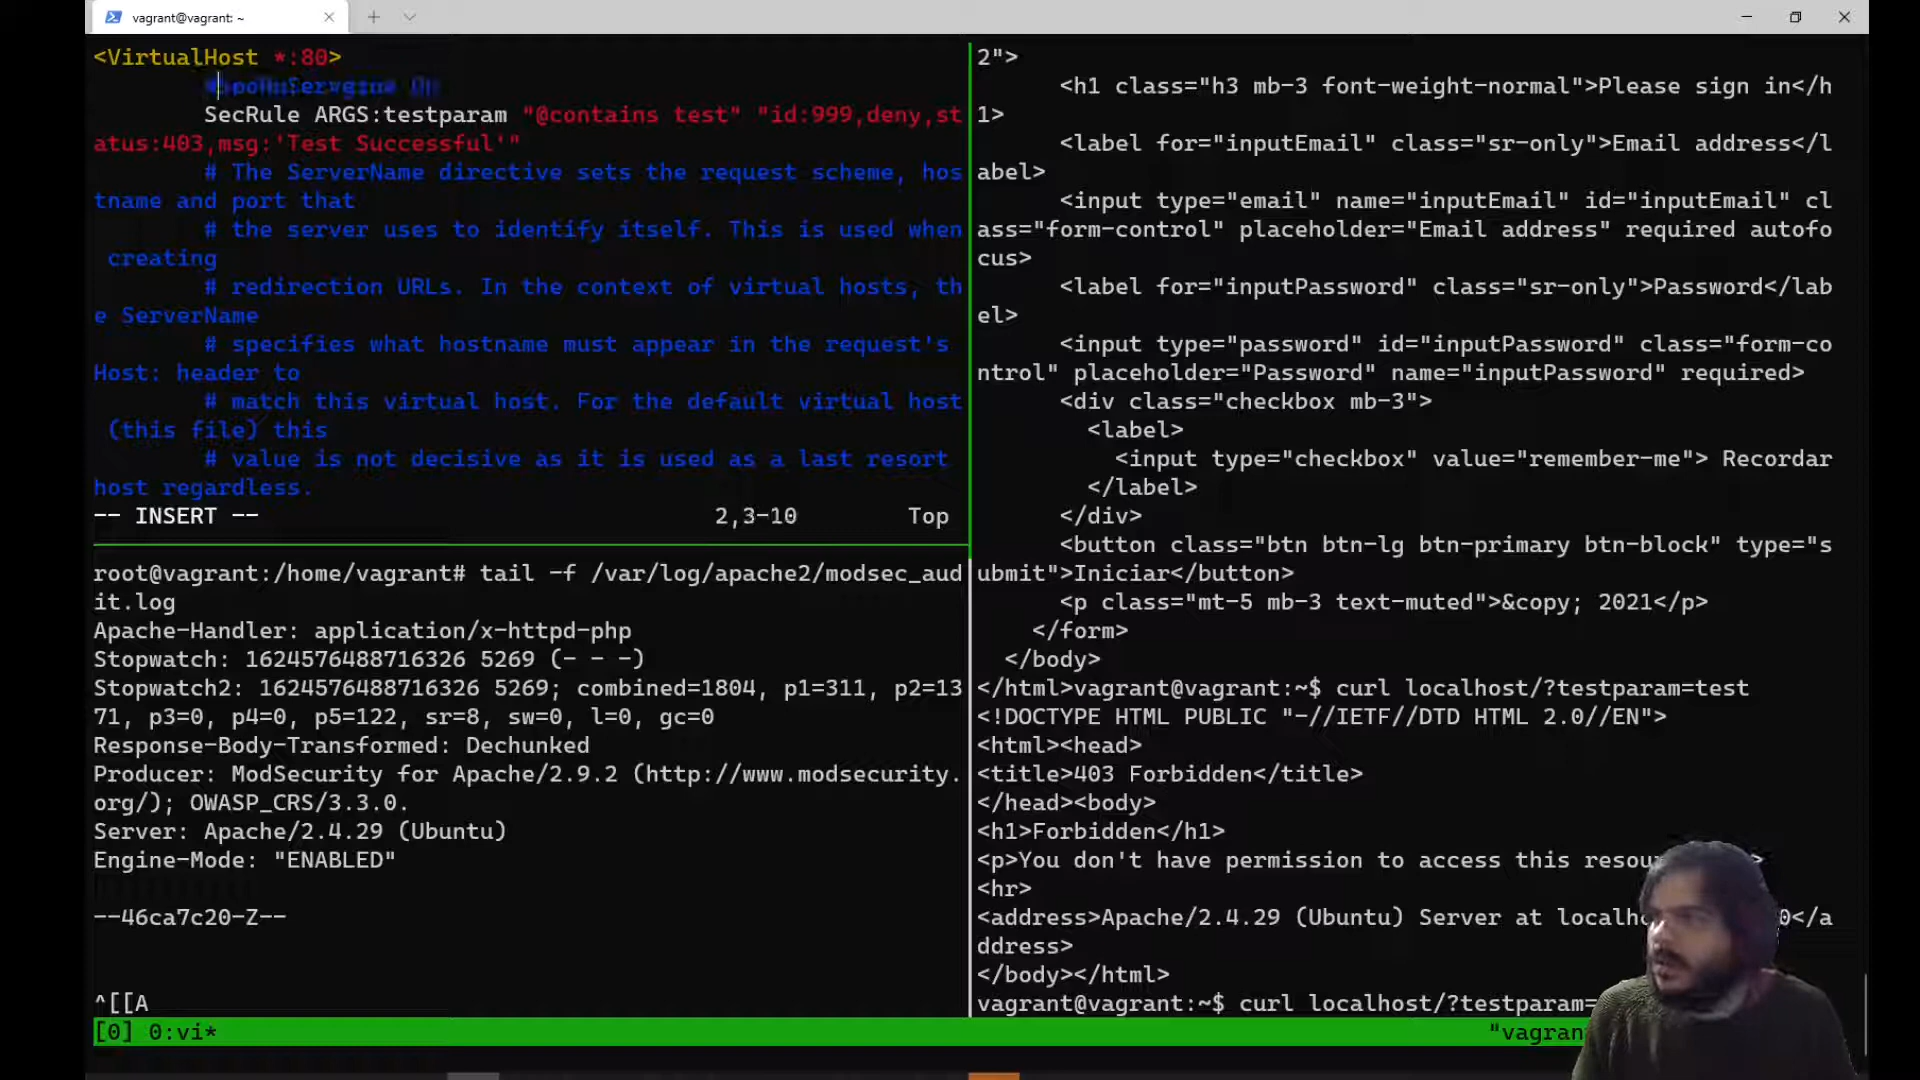 vagrant@vagrant: ~
<VirtualHost *:80>
SecRule ARGS:testparam "@contains test" "id:999,deny,st
atus:403,msg:'Test Successful'"
# The ServerName directive sets the request scheme, hos
tname and port that
# the server uses to identify itself. This is used when
creating
# redirection URLs. In the context of virtual hosts, th
e ServerName
# specifies what hostname must appear in the request's
Host: header to
# match this virtual host. For the default virtual host
(this file) this
# value is not decisive as it is used as a last resort
host regardless.
-- INSERT -- 2,3-10 Top
root@vagrant:/home/vagrant# tail -f /var/log/apache2/modsec_aud
it.log
Apache-Handler: application/x-httpd-php
Stopwatch: 1624576488716326 5269 (- - -)
Stopwatch2: 1624576488716326 5269; combined=1804, p1=311, p2=13
71, p3=0, p4=0, p5=122, sr=8, sw=0, l=0, gc=0
Response-Body-Transformed: Dechunked
Producer: ModSecurity for Apache/2.9.2 (http://www.modsecurity.
org/); OWASP_CRS/3.3.0.
Server: Apache/2.4.29 (Ubuntu)
Engine-Mode: "ENABLED"
--46ca7c20-Z--
^[[A
2">
<h1 class="h3 mb-3 font-weight-normal">Please sign in</h
1>
<label for="inputEmail" class="sr-only">Email address</l
abel>
<input type="email" name="inputEmail" id="inputEmail" cl
ass="form-control" placeholder="Email address" required autofo
cus>
<label for="inputPassword" class="sr-only">Password</lab
el>
<input type="password" id="inputPassword" class="form-co
ntrol" placeholder="Password" name="inputPassword" required>
<div class="checkbox mb-3">
<label>
<input type="checkbox" value="remember-me"> Recordar
</label>
</div>
<button class="btn btn-lg btn-primary btn-block" type="s
ubmit">Iniciar</button>
<p class="mt-5 mb-3 text-muted">&copy; 2021</p>
</form>
</body>
</html>vagrant@vagrant:~$ curl localhost/?testparam=test
<!DOCTYPE HTML PUBLIC "-//IETF//DTD HTML 2.0//EN">
<html><head>
<title>403 Forbidden</title>
</head><body>
<h1>Forbidden</h1>
<p>You don't have permission to access this
<hr>
<address>Apache/2.4.29 (Ubuntu) Server at 0</a
ddress>
</body></html>
vagrant@vagrant:~$ curl localhost/?testparam=
[0] 0:vi* "vagran